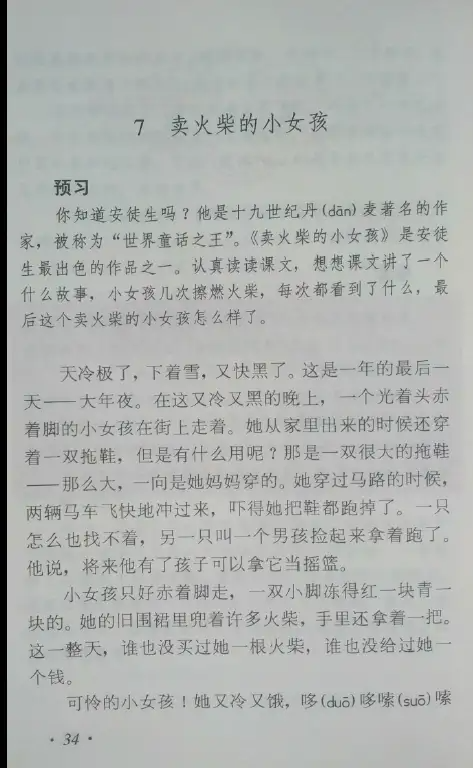 7 卖火柴的小女孩
预习
你知道安徒生吗？他是十九世纪丹(dān)麦著名的作
家，被称为“世界童话之王”。《卖火柴的小女孩》是安徒
生最出色的作品之一。认真读读课文，想想课文讲了一个
什么故事，小女孩几次擦燃火柴，每次都看到了什么，最
后这个卖火柴的小女孩怎么样了。
天冷极了，下着雪，又快黑了。这是一年的最后一
天——大年夜。在这又冷又黑的晚上，一个光着头赤
着脚的小女孩在街上走着。她从家里出来的时候还穿
着一双拖鞋，但是有什么用呢？那是一双很大的拖鞋
——那么大，一向是她妈妈穿的。她穿过马路的时候，
两辆马车飞快地冲过来，吓得她把鞋都跑掉了。一只
怎么也找不着，另一只叫一个男孩捡起来拿着跑了。
他说，将来他有了孩子可以拿它当摇篮。
小女孩只好赤着脚走，一双小脚冻得红一块青一
块的。她的旧围裙里兜着许多火柴，手里还拿着一把。
这一整天，谁也没买过她一根火柴，谁也没给过她一
个钱。
可怜的小女孩！她又冷又饿，哆(duō)哆嗦(suō)嗦
· 34 ·